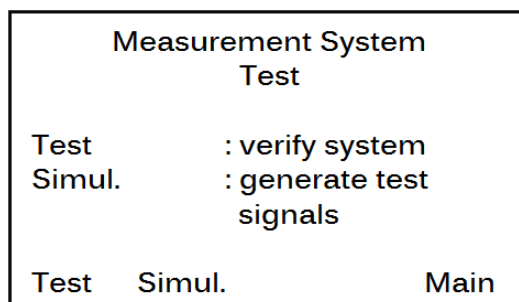 Measurement System
Test
Test : verify system
Simul. : generate test
signals
Test Simul. Main